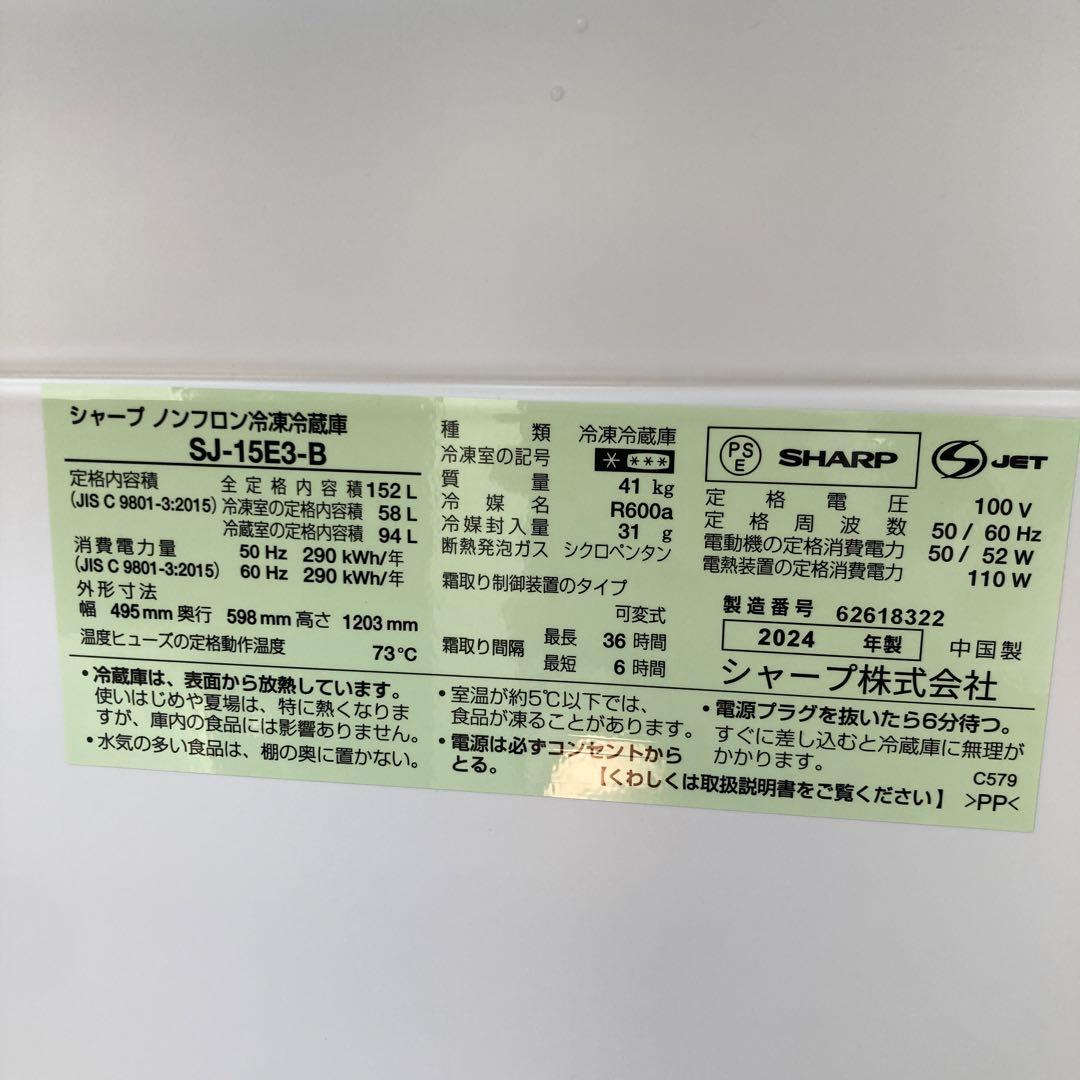 シャープ ノンフロン冷凍冷蔵庫
SJ-15E3-B
定格内容積 全定格内容積 152 L
(JIS C 9801-3:2015) 冷凍室の定格内容積 58 L
冷蔵室の定格内容積 94 L
消費電力量 50 Hz 290 kWh/年
(JIS C 9801-3:2015) 60 Hz 290 kWh/年
外形寸法
幅 495 mm 奥行 598 mm 高さ 1203 mm
温度ヒューズの定格動作温度 73℃
種類 冷凍冷蔵庫
冷凍室の記号 * ***
質量 41 kg
冷媒名 R600a
冷媒封入量 31 g
断熱発泡ガス シクロペンタン
霜取り制御装置のタイプ
可変式
霜取り間隔 最長 36 時間
最短 6 時間
PS E SHARP S JET
定格電圧 100 V
定格周波数 50 / 60 Hz
電動機の定格消費電力 50 / 52 W
電熱装置の定格消費電力 110 W
製造番号 62618322
2024 年製 中国製
シャープ株式会社
・冷蔵庫は、表面から放熱しています。
使いはじめや夏場は、特に熱くなりま
すが、庫内の食品には影響ありません。
・水気の多い食品は、棚の奥に置かない。
・室温が約5℃以下では、
食品が凍ることがあります。
・電源は必ずコンセントから
とる。
・電源プラグを抜いたら6分待つ。
すぐに差し込むと冷蔵庫に無理が
かかります。
C579
【くわしくは取扱説明書をご覧ください】 >PP<